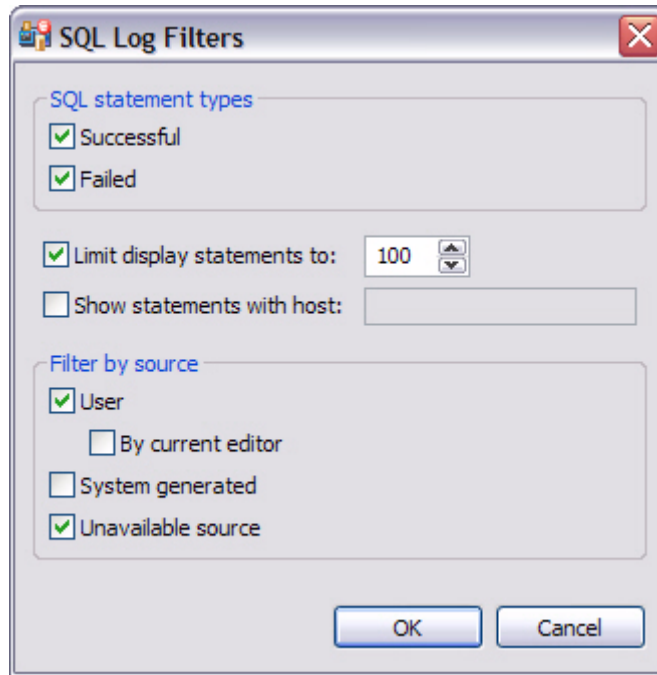 SQL Log Filters
SQL statement types
Successful
Failed
Limit display statements to: 100
Show statements with host:
Filter by source
User
By current editor
System generated
Unavailable source
OK Cancel